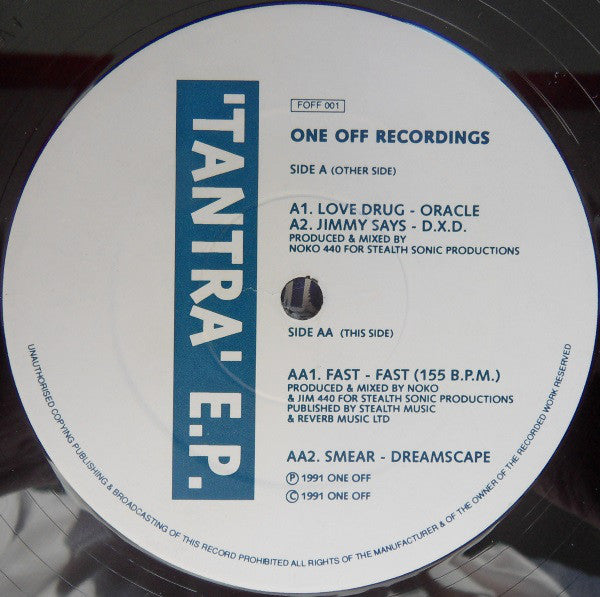 'TANTRA' E.P.
FOFF 001
ONE OFF RECORDINGS
SIDE A (OTHER SIDE)
A1. LOVE DRUG - ORACLE
A2. JIMMY SAYS - D.X.D.
PRODUCED & MIXED BY
NOKO 440 FOR STEALTH SONIC PRODUCTIONS
SIDE AA (THIS SIDE)
AA1. FAST - FAST (155 B.P.M.)
PRODUCED & MIXED BY NOKO
& JIM 440 FOR STEALTH SONIC PRODUCTIONS
PUBLISHED BY STEALTH MUSIC
& REVERB MUSIC LTD
AA2. SMEAR - DREAMSCAPE
Ⓟ 1991 ONE OFF
© 1991 ONE OFF
UNAUTHORISED COPYING PUBLISHING & BROADCASTING OF THIS RECORD PROHIBITED ALL RIGHTS OF THE MANUFACTURER & OF THE OWNER OF THE RECORDED WORK RESERVED